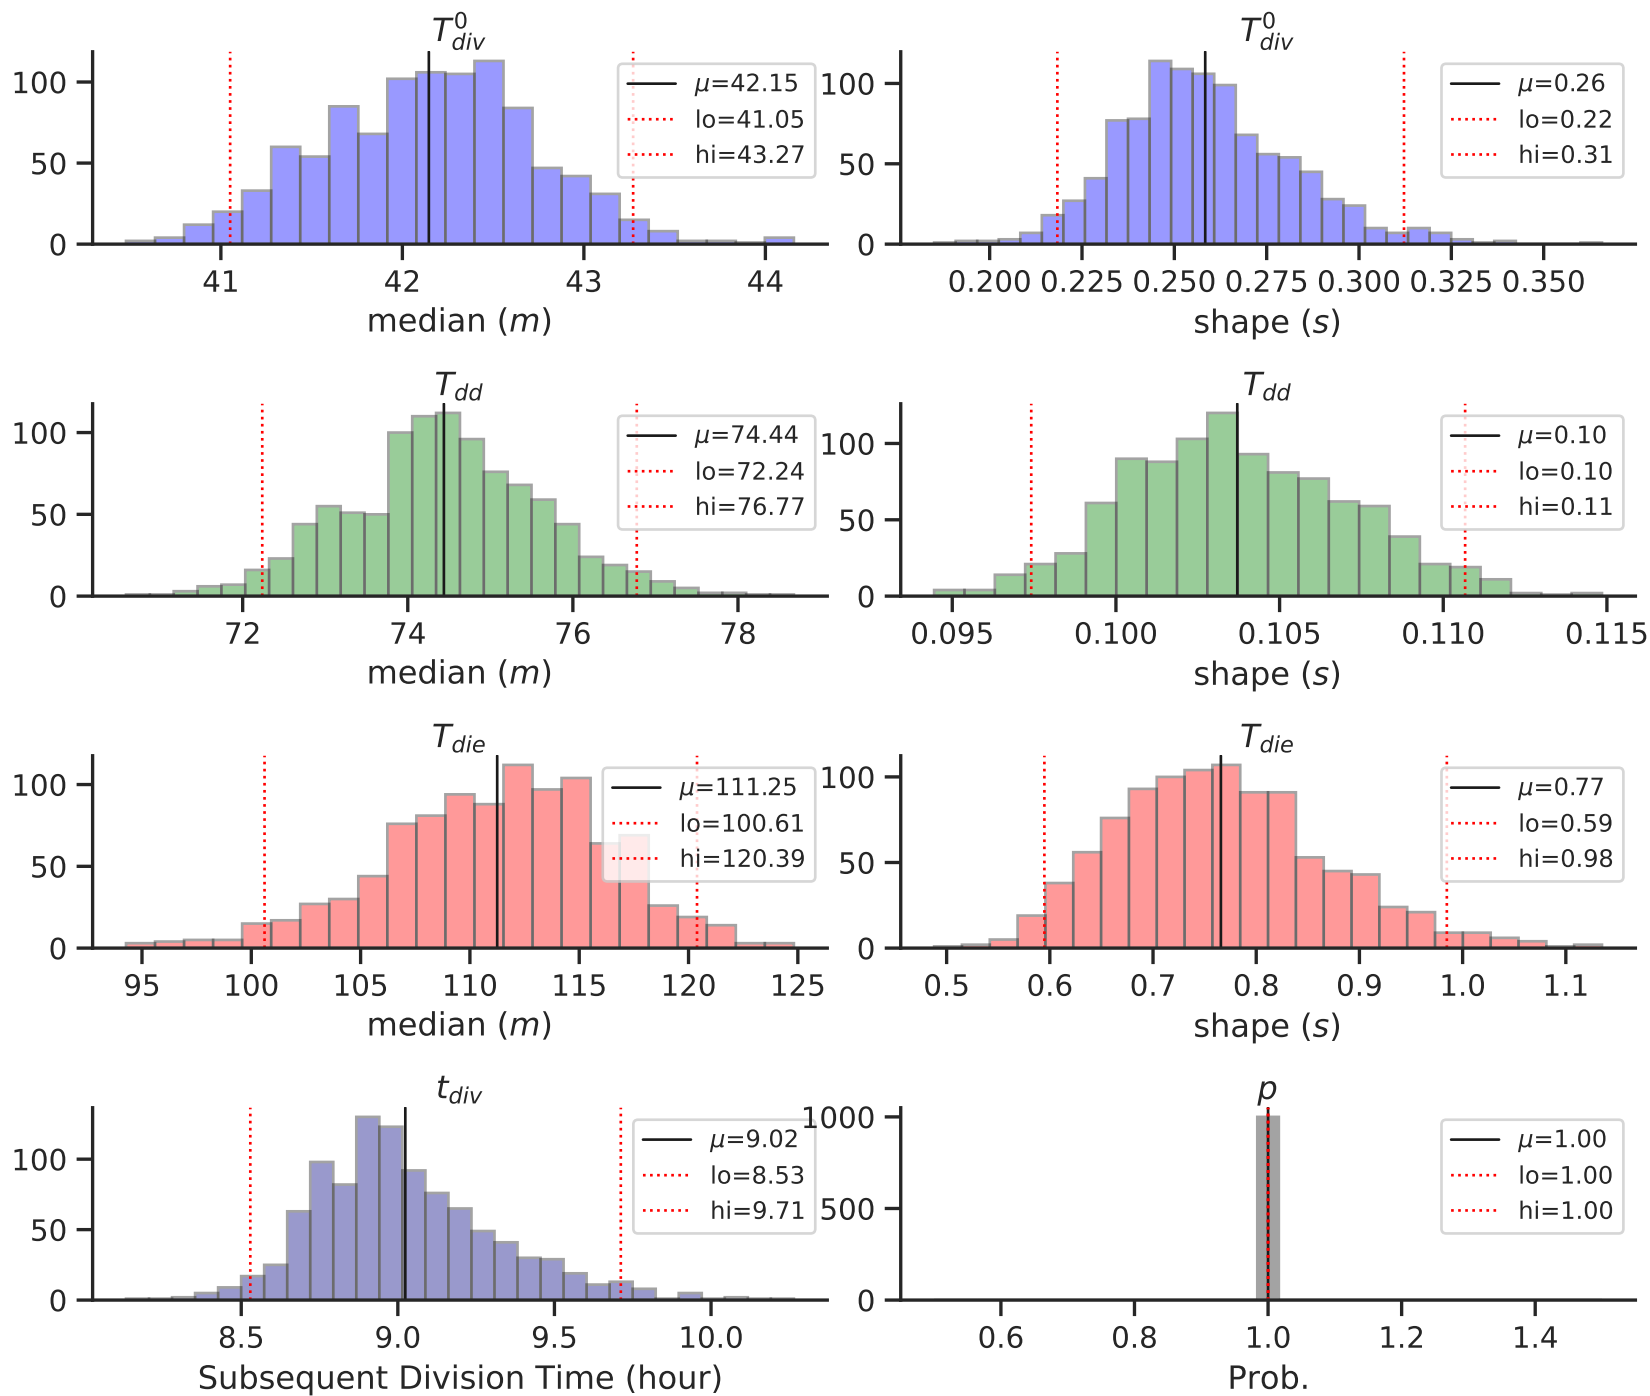 T⁰div
100
50
0
μ=42.15
lo=41.05
hi=43.27
41 42 43 44
median (m)
T⁰div
100
50
0
μ=0.26
lo=0.22
hi=0.31
0.200 0.225 0.250 0.275 0.300 0.325 0.350
shape (s)
Tdd
100
50
0
μ=74.44
lo=72.24
hi=76.77
72 74 76 78
median (m)
Tdd
100
50
0
μ=0.10
lo=0.10
hi=0.11
0.095 0.100 0.105 0.110 0.115
shape (s)
Tdie
100
50
0
μ=111.25
lo=100.61
hi=120.39
95 100 105 110 115 120 125
median (m)
Tdie
100
50
0
μ=0.77
lo=0.59
hi=0.98
0.5 0.6 0.7 0.8 0.9 1.0 1.1
shape (s)
tdiv
100
50
0
μ=9.02
lo=8.53
hi=9.71
8.5 9.0 9.5 10.0
Subsequent Division Time (hour)
p
1000
500
0
μ=1.00
lo=1.00
hi=1.00
0.6 0.8 1.0 1.2 1.4
Prob.